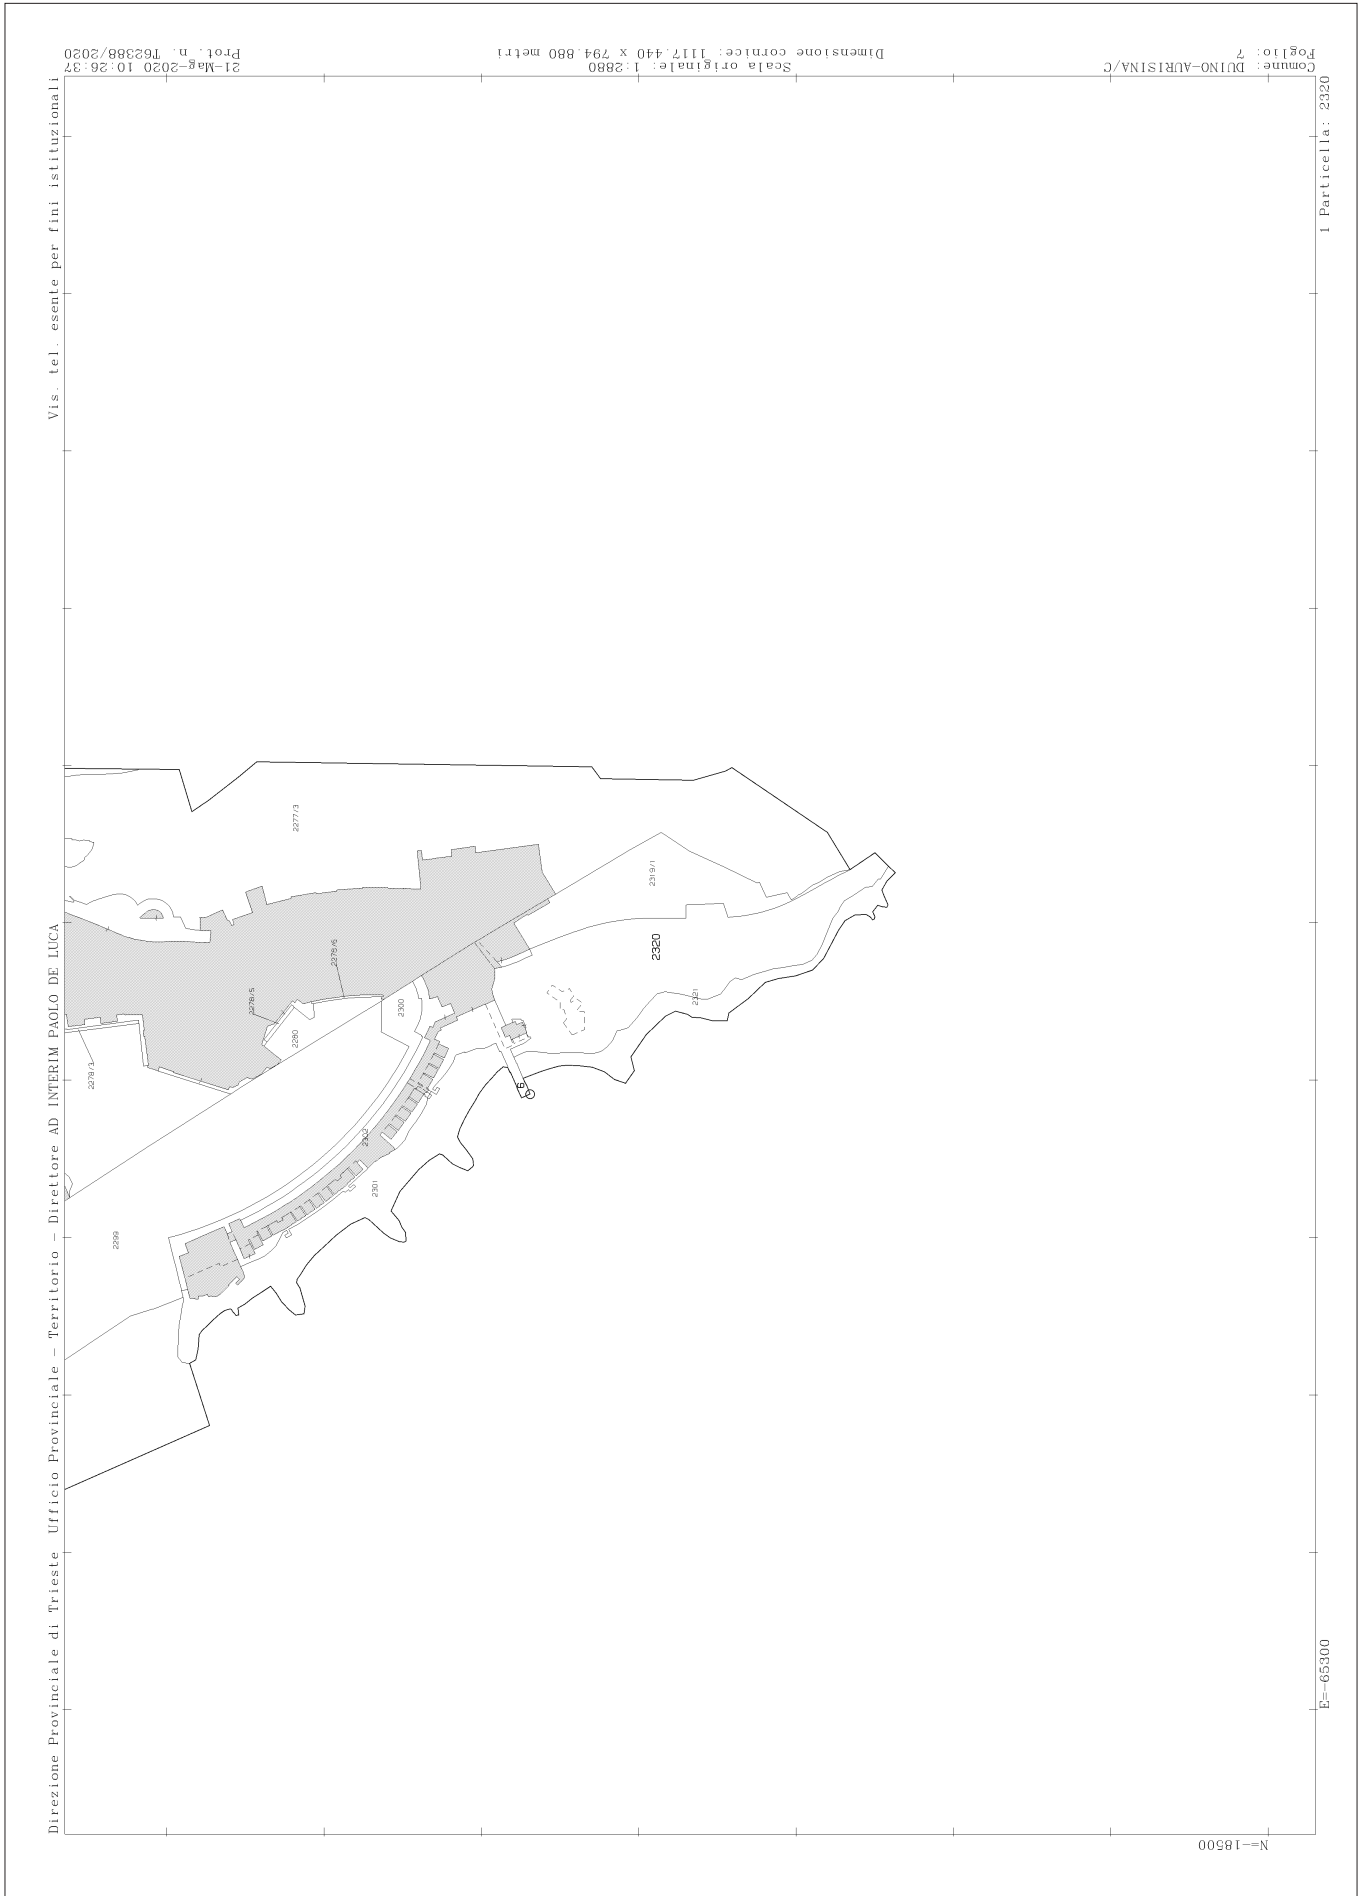 Vis. tel. esente per fini istituzionali
Direzione Provinciale di Trieste Ufficio Provinciale - Territorio - Direttore AD INTERIM PAOLO DE LUCA
21-Mag-2020 10:26:37
Prot. n. T62388/2020
Scala originale: 1:2880
Dimensione cornice: 1117.440 x 794.880 metri
Comune: DUINO-AURISINA/C
Foglio: 7
1 Particella: 2320
E=-65300
N=-18500
2277/3
2319/1
2320
2278/6
2278/5
2300
2321
2280
2278/3
6
2302
2301
2299